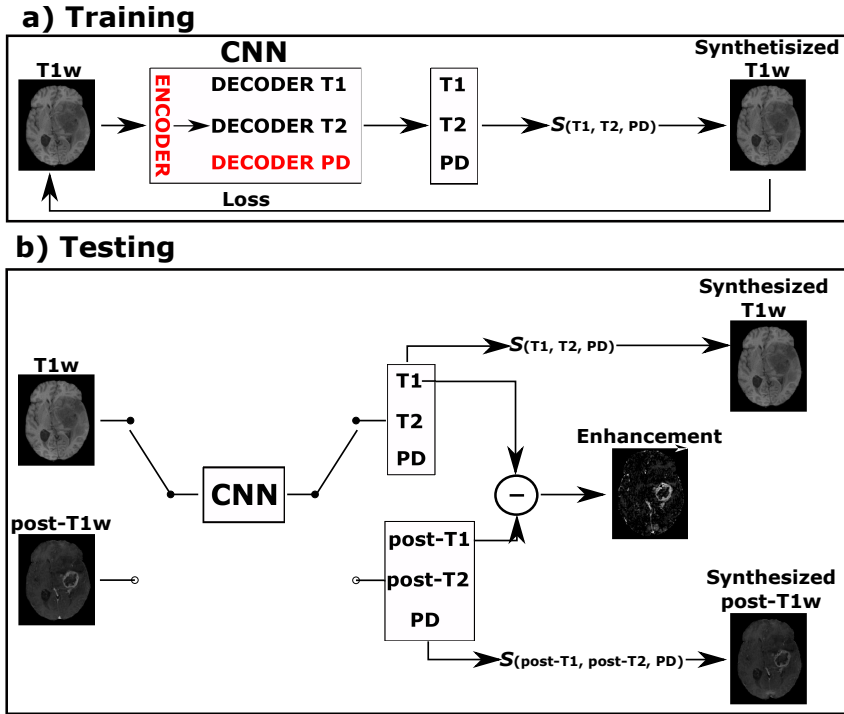 a) Training
CNN
T1w
ENCODER
DECODER T1
DECODER T2
DECODER PD
T1
T2
PD
S(T1, T2, PD)
Synthetisized
T1w
Loss
b) Testing
T1w
post-T1w
CNN
T1
T2
PD
S(T1, T2, PD)
Synthesized
T1w
Enhancement
−
post-T1
post-T2
PD
S(post-T1, post-T2, PD)
Synthesized
post-T1w